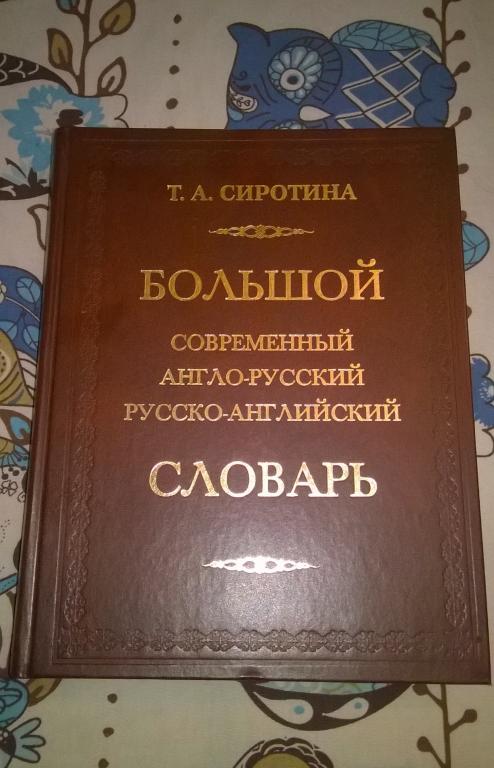 Т. А. СИРОТИНА
БОЛЬШОЙ
СОВРЕМЕННЫЙ
АНГЛО-РУССКИЙ
РУССКО-АНГЛИЙСКИЙ
СЛОВАРЬ